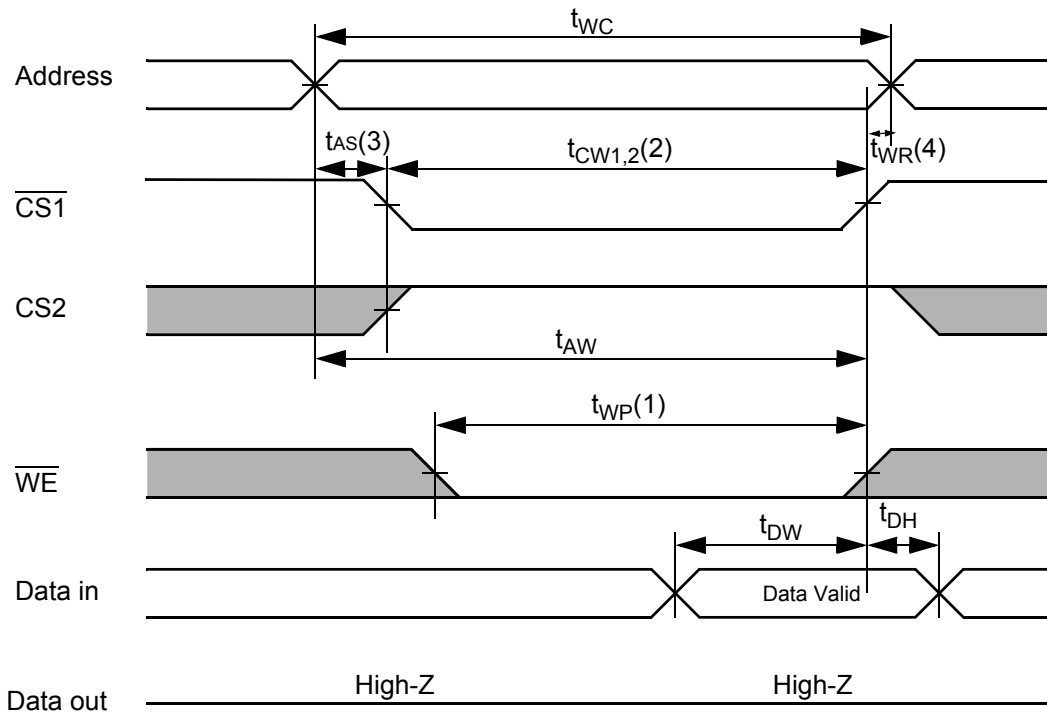 tWC
Address
tAS(3)
tCW1,2(2)
tWR(4)
CS1
CS2
tAW
tWP(1)
WE
tDW
tDH
Data in
Data Valid
High-Z
High-Z
Data out